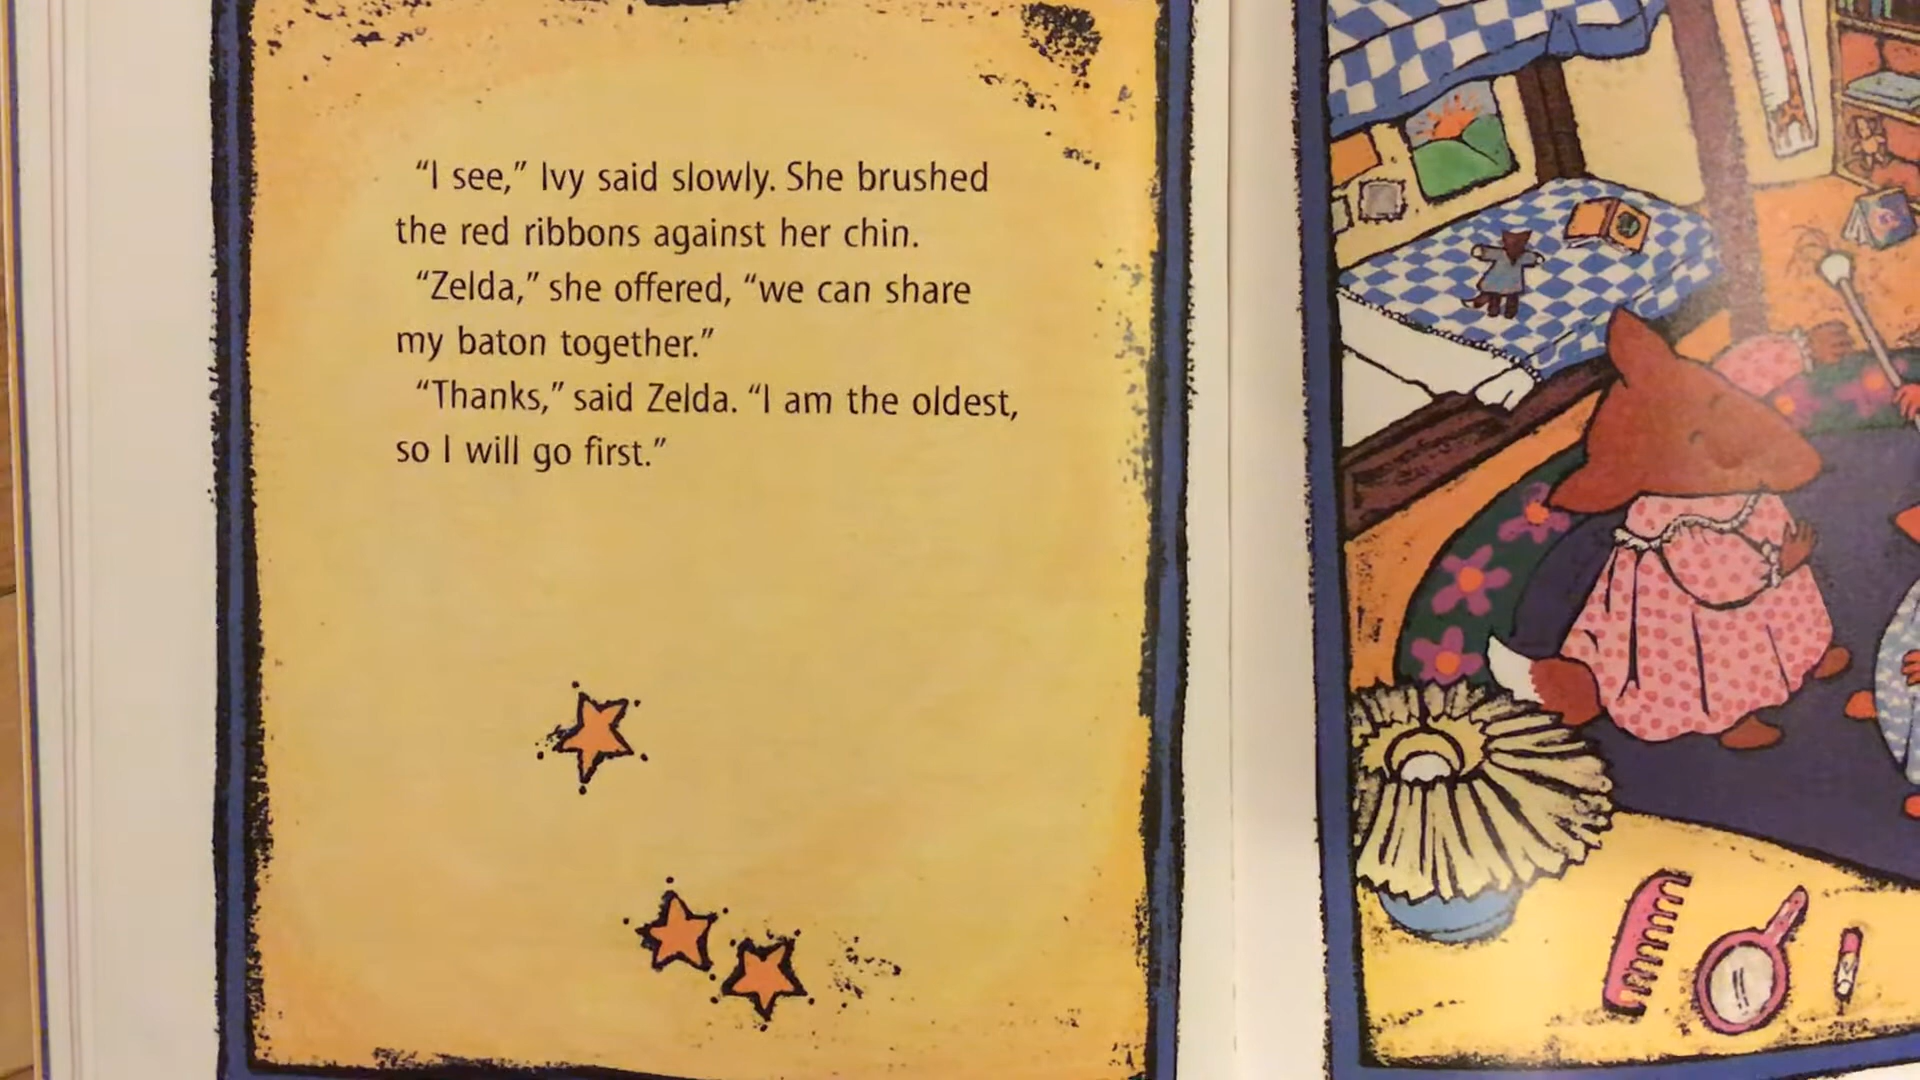 “I see,” Ivy said slowly. She brushed
the red ribbons against her chin.
“Zelda,” she offered, “we can share
my baton together.”
“Thanks,” said Zelda. “I am the oldest,
so I will go first.”